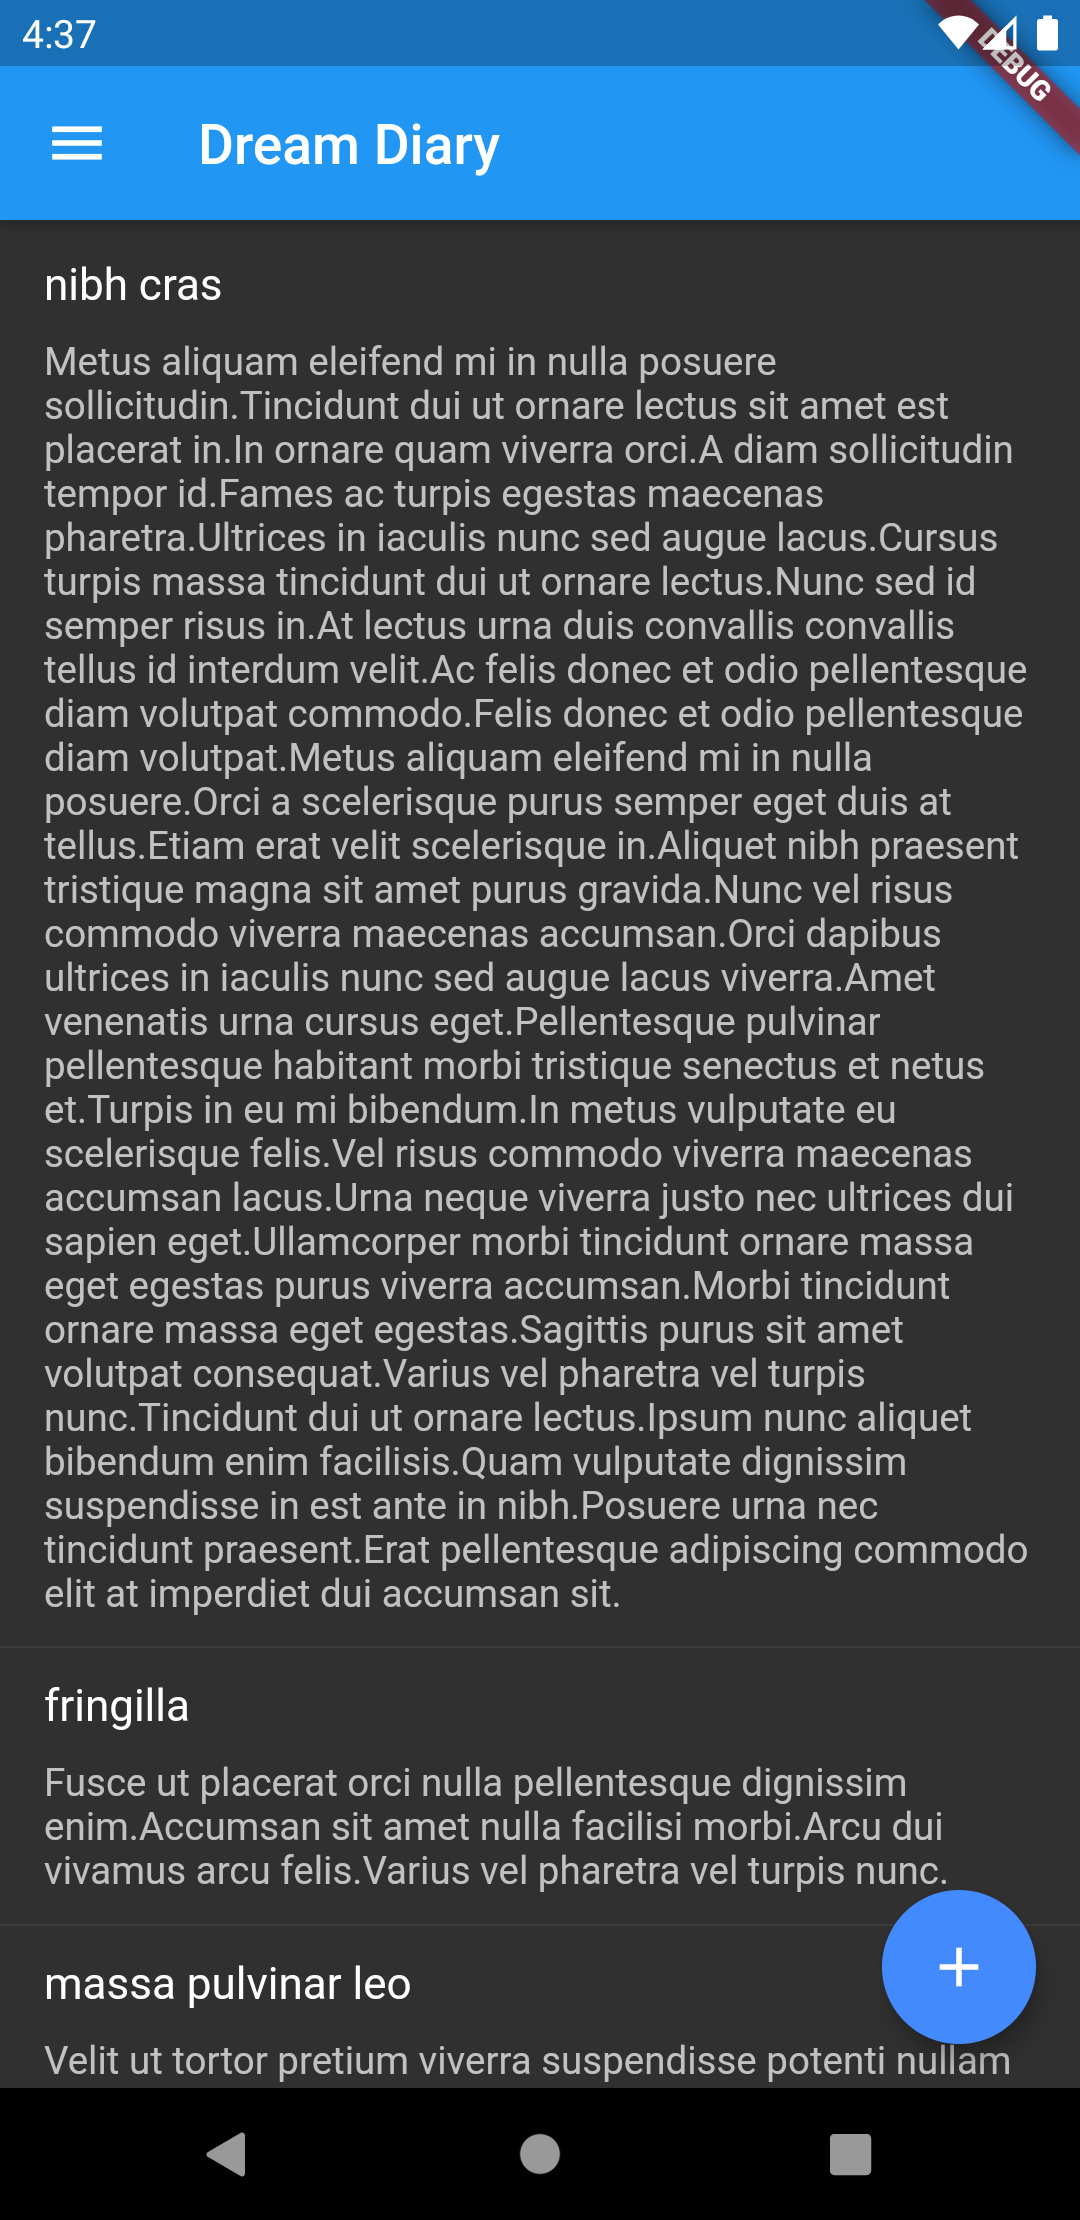 4:37
DEBUG
Dream Diary
nibh cras
Metus aliquam eleifend mi in nulla posuere
sollicitudin.Tincidunt dui ut ornare lectus sit amet est
placerat in.In ornare quam viverra orci.A diam sollicitudin
tempor id.Fames ac turpis egestas maecenas
pharetra.Ultrices in iaculis nunc sed augue lacus.Cursus
turpis massa tincidunt dui ut ornare lectus.Nunc sed id
semper risus in.At lectus urna duis convallis convallis
tellus id interdum velit.Ac felis donec et odio pellentesque
diam volutpat commodo.Felis donec et odio pellentesque
diam volutpat.Metus aliquam eleifend mi in nulla
posuere.Orci a scelerisque purus semper eget duis at
tellus.Etiam erat velit scelerisque in.Aliquet nibh praesent
tristique magna sit amet purus gravida.Nunc vel risus
commodo viverra maecenas accumsan.Orci dapibus
ultrices in iaculis nunc sed augue lacus viverra.Amet
venenatis urna cursus eget.Pellentesque pulvinar
pellentesque habitant morbi tristique senectus et netus
et.Turpis in eu mi bibendum.In metus vulputate eu
scelerisque felis.Vel risus commodo viverra maecenas
accumsan lacus.Urna neque viverra justo nec ultrices dui
sapien eget.Ullamcorper morbi tincidunt ornare massa
eget egestas purus viverra accumsan.Morbi tincidunt
ornare massa eget egestas.Sagittis purus sit amet
volutpat consequat.Varius vel pharetra vel turpis
nunc.Tincidunt dui ut ornare lectus.Ipsum nunc aliquet
bibendum enim facilisis.Quam vulputate dignissim
suspendisse in est ante in nibh.Posuere urna nec
tincidunt praesent.Erat pellentesque adipiscing commodo
elit at imperdiet dui accumsan sit.
fringilla
Fusce ut placerat orci nulla pellentesque dignissim
enim.Accumsan sit amet nulla facilisi morbi.Arcu dui
vivamus arcu felis.Varius vel pharetra vel turpis nunc.
massa pulvinar leo
Velit ut tortor pretium viverra suspendisse potenti nullam